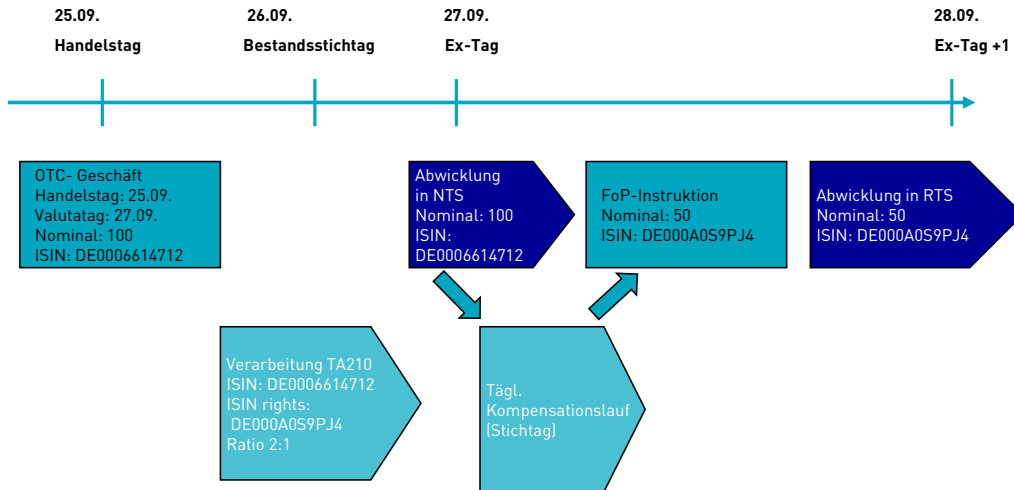 25.09.
Handelstag
26.09.
Bestandsstichtag
27.09.
Ex-Tag
28.09.
Ex-Tag +1
OTC- Geschäft
Handelstag: 25.09.
Valutatag: 27.09.
Nominal: 100
ISIN: DE0006614712
Abwicklung
in NTS
Nominal: 100
ISIN:
DE0006614712
FoP-Instruktion
Nominal: 50
ISIN: DE000A0S9PJ4
Abwicklung in RTS
Nominal: 50
ISIN: DE000A0S9PJ4
Verarbeitung TA210
ISIN: DE0006614712
ISIN rights:
DE000A0S9PJ4
Ratio 2:1
Tägl.
Kompensationslauf
(Stichtag)